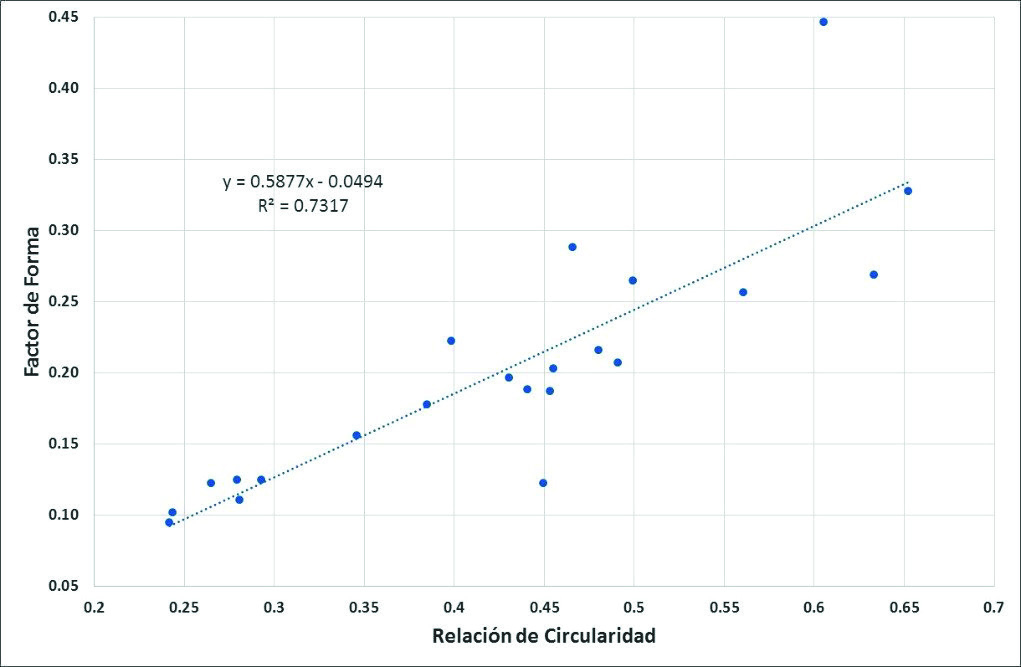 0.45
0.40
0.35
y = 0.5877x - 0.0494
R² = 0.7317
0.30
0.25
0.20
0.15
0.10
0.05
Factor de Forma
0.2 0.25 0.3 0.35 0.4 0.45 0.5 0.55 0.6 0.65 0.7
Relación de Circularidad